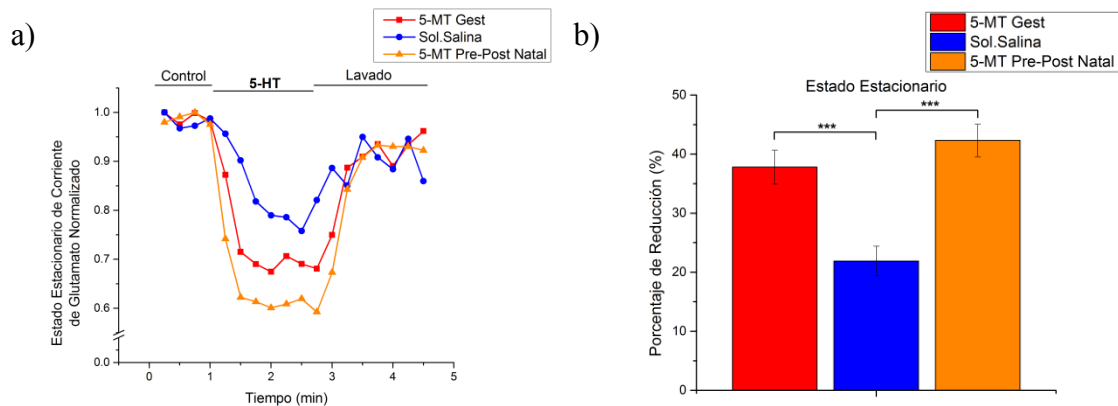 a)
5-MT Gest
Sol.Salina
5-MT Pre-Post Natal
Control
5-HT
Lavado
Estado Estacionario de Corriente
de Glutamato Normalizado
1.0
0.9
0.8
0.7
0.6
0.0
0
1
2
3
4
5
Tiempo (min)
b)
5-MT Gest
Sol.Salina
5-MT Pre-Post Natal
Estado Estacionario
***
***
Porcentaje de Reducción (%)
50
40
30
20
10
0